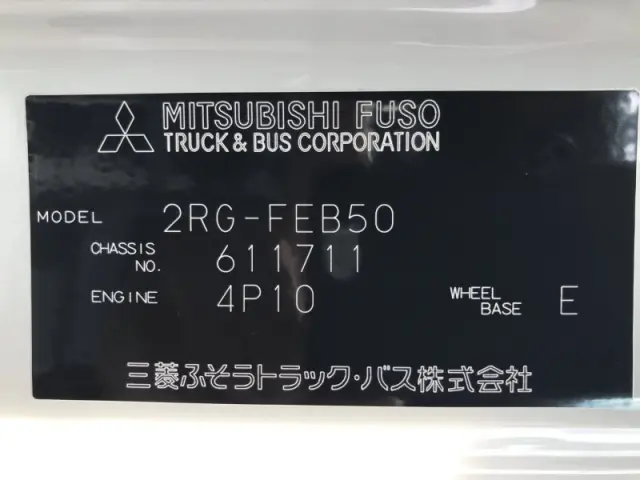 MITSUBISHI FUSO
TRUCK & BUS CORPORATION
MODEL 2RG-FEB50
CHASSIS NO. 611711
ENGINE 4P10 WHEEL BASE E
三菱ふそうトラック・バス株式会社